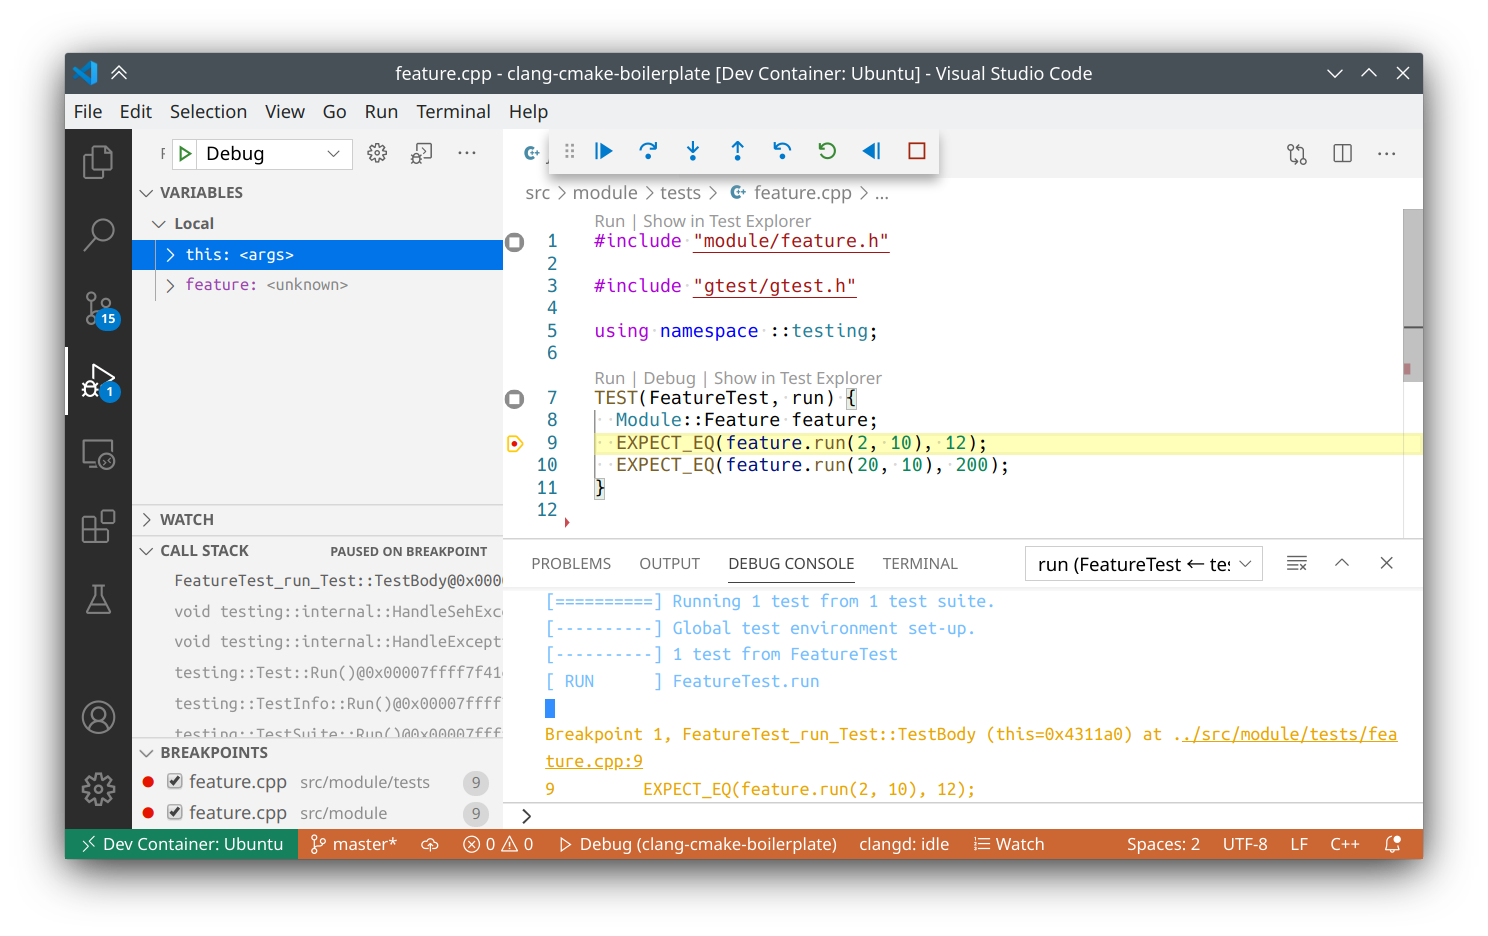 feature.cpp - clang-cmake-boilerplate [Dev Container: Ubuntu] - Visual Studio Code
File Edit Selection View Go Run Terminal Help
Debug
VARIABLES
Local
this: <args>
feature: <unknown>
15
1
WATCH
CALL STACK PAUSED ON BREAKPOINT
FeatureTest_run_Test::TestBody@0x000
void testing::internal::HandleSehExc
void testing::internal::HandleExcept
testing::Test::Run()@0x00007ffff7f41
testing::TestInfo::Run()@0x00007ffff
testing::TestSuite::Run()@0x00007fff
BREAKPOINTS
feature.cpp src/module/tests 9
feature.cpp src/module 9
src > module > tests > feature.cpp > ...
Run | Show in Test Explorer
1 #include "module/feature.h"
2
3 #include "gtest/gtest.h"
4
5 using namespace ::testing;
6
Run | Debug | Show in Test Explorer
7 TEST(FeatureTest, run) {
8 Module::Feature feature;
9 EXPECT_EQ(feature.run(2, 10), 12);
10 EXPECT_EQ(feature.run(20, 10), 200);
11 }
12
PROBLEMS OUTPUT DEBUG CONSOLE TERMINAL run (FeatureTest ← tes
[==========] Running 1 test from 1 test suite.
[----------] Global test environment set-up.
[----------] 1 test from FeatureTest
[ RUN      ] FeatureTest.run
Breakpoint 1, FeatureTest_run_Test::TestBody (this=0x4311a0) at ../src/module/tests/fea
ture.cpp:9
9 EXPECT_EQ(feature.run(2, 10), 12);
>
Dev Container: Ubuntu master* 0 0 Debug (clang-cmake-boilerplate) clangd: idle Watch Spaces: 2 UTF-8 LF C++